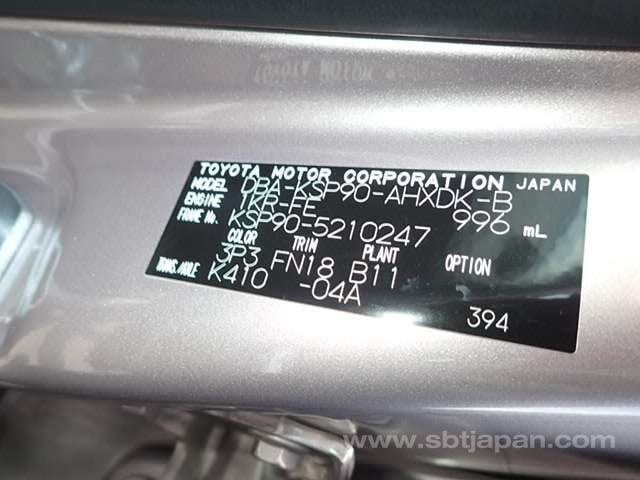 TOYOTA MOTOR CORPORATION JAPAN
MODEL DBA-KSP90-AHXDK-B
ENGINE 1KR-FE 996 mL
FRAME No. KSP90-5210247
COLOR TRIM PLANT OPTION
3P3 FN18 B11
TRANS./AXLE K410 -04A 394
www.sbtjapan.com